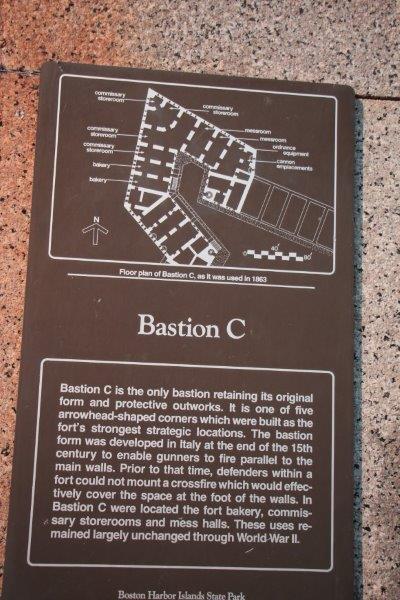 commissary
storeroom
commissary
storeroom
commissary
storeroom
commissary
storeroom
bakery
bakery
messroom
messroom
ordnance
equipment
cannon
emplacements
N
40
80
Floor plan of Bastion C, as it was used in 1863
Bastion C
Bastion C is the only bastion retaining its original
form and protective outworks. It is one of five
arrowhead-shaped corners which were built as the
fort's strongest strategic locations. The bastion
form was developed in Italy at the end of the 15th
century to enable gunners to fire parallel to the
main walls. Prior to that time, defenders within a
fort could not mount a crossfire which would effec-
tively cover the space at the foot of the walls. In
Bastion C were located the fort bakery, commis-
sary storerooms and mess halls. These uses re-
mained largely unchanged through World War II.
Boston Harbor Islands State Park